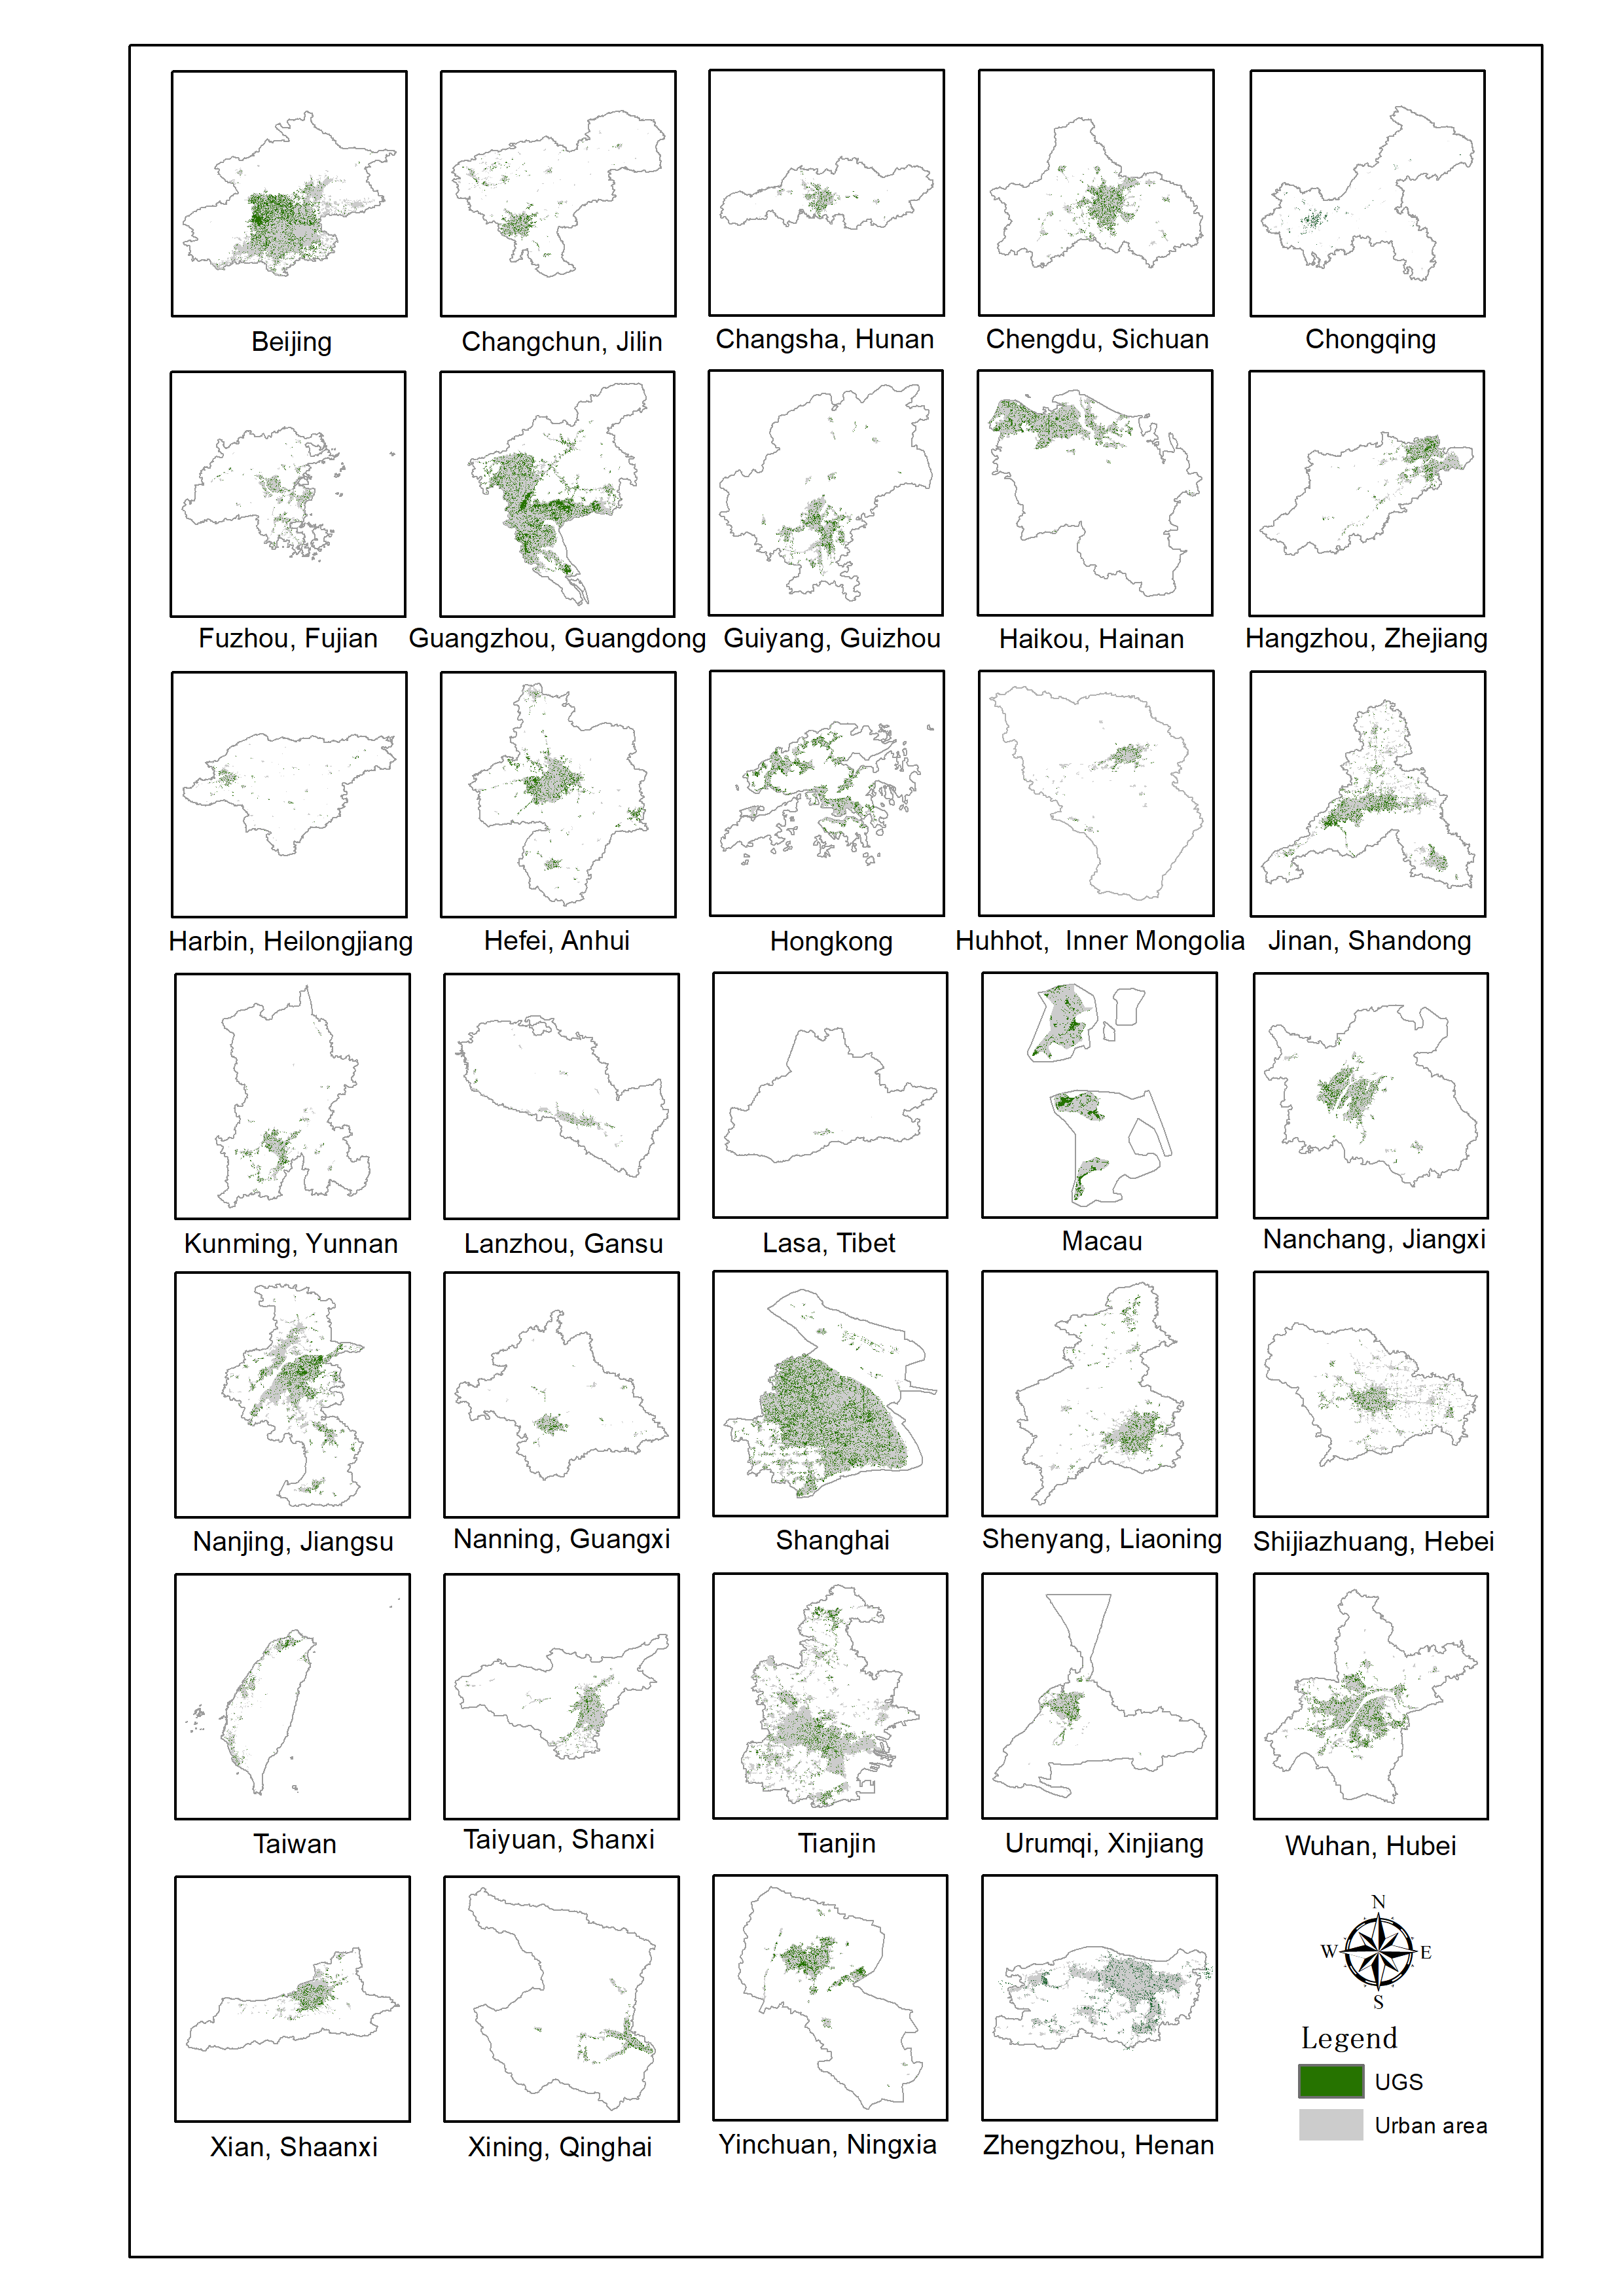 Beijing
Changchun, Jilin
Changsha, Hunan
Chengdu, Sichuan
Chongqing
Fuzhou, Fujian
Guangzhou, Guangdong
Guiyang, Guizhou
Haikou, Hainan
Hangzhou, Zhejiang
Harbin, Heilongjiang
Hefei, Anhui
Hongkong
Huhhot, Inner Mongolia
Jinan, Shandong
Kunming, Yunnan
Lanzhou, Gansu
Lasa, Tibet
Macau
Nanchang, Jiangxi
Nanjing, Jiangsu
Nanning, Guangxi
Shanghai
Shenyang, Liaoning
Shijiazhuang, Hebei
Taiwan
Taiyuan, Shanxi
Tianjin
Urumqi, Xinjiang
Wuhan, Hubei
Xian, Shaanxi
Xining, Qinghai
Yinchuan, Ningxia
Zhengzhou, Henan
N
W
E
S
Legend
UGS
Urban area